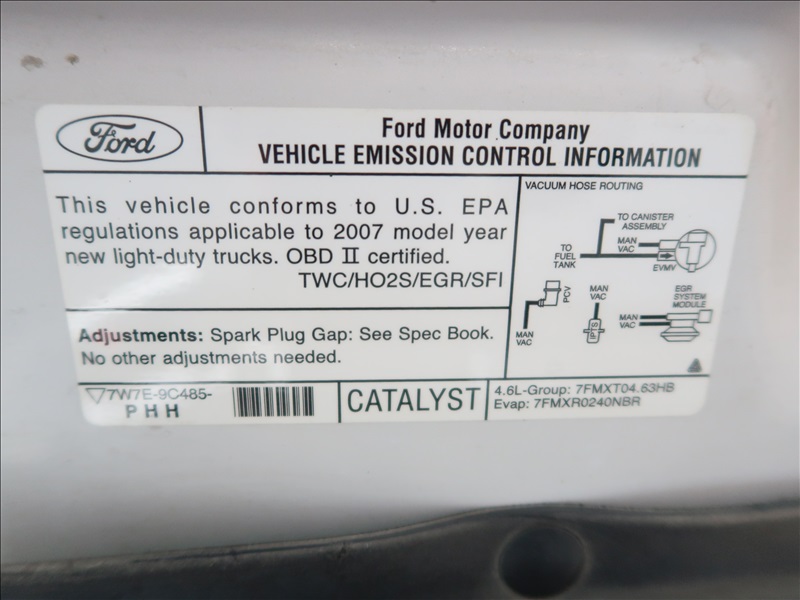 Ford
Ford Motor Company
VEHICLE EMISSION CONTROL INFORMATION
This vehicle conforms to U.S. EPA
regulations applicable to 2007 model year
new light-duty trucks. OBD II certified.
TWC/HO2S/EGR/SFI
Adjustments: Spark Plug Gap: See Spec Book.
No other adjustments needed.
VACUUM HOSE ROUTING
TO CANISTER
ASSEMBLY
TO
FUEL
TANK
MAN
VAC
EVMV
PCV
MAN
VAC
MAN
VAC
IPTS
EGR
SYSTEM
MODULE
MAN
VAC
7W7E-9C485-
PHH
CATALYST
4.6L-Group: 7FMXT04.63HB
Evap: 7FMXR0240NBR